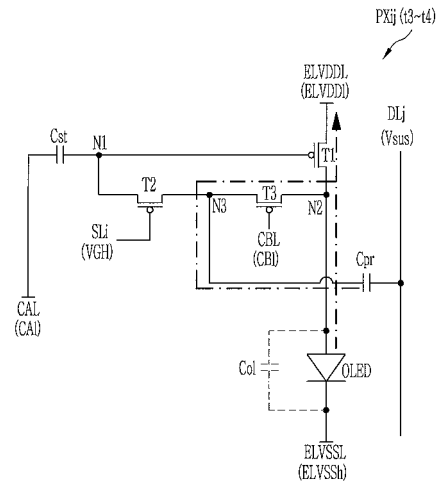 PXij (t3~t4)
ELVDDL
(ELVDDl)
DLj
(Vsus)
Cst
N1
T1
T2
T3
N3
N2
SLi
(VGH)
CBL
(CBl)
Cpr
CAL
(CAl)
Col
OLED
ELVSSL
(ELVSSh)